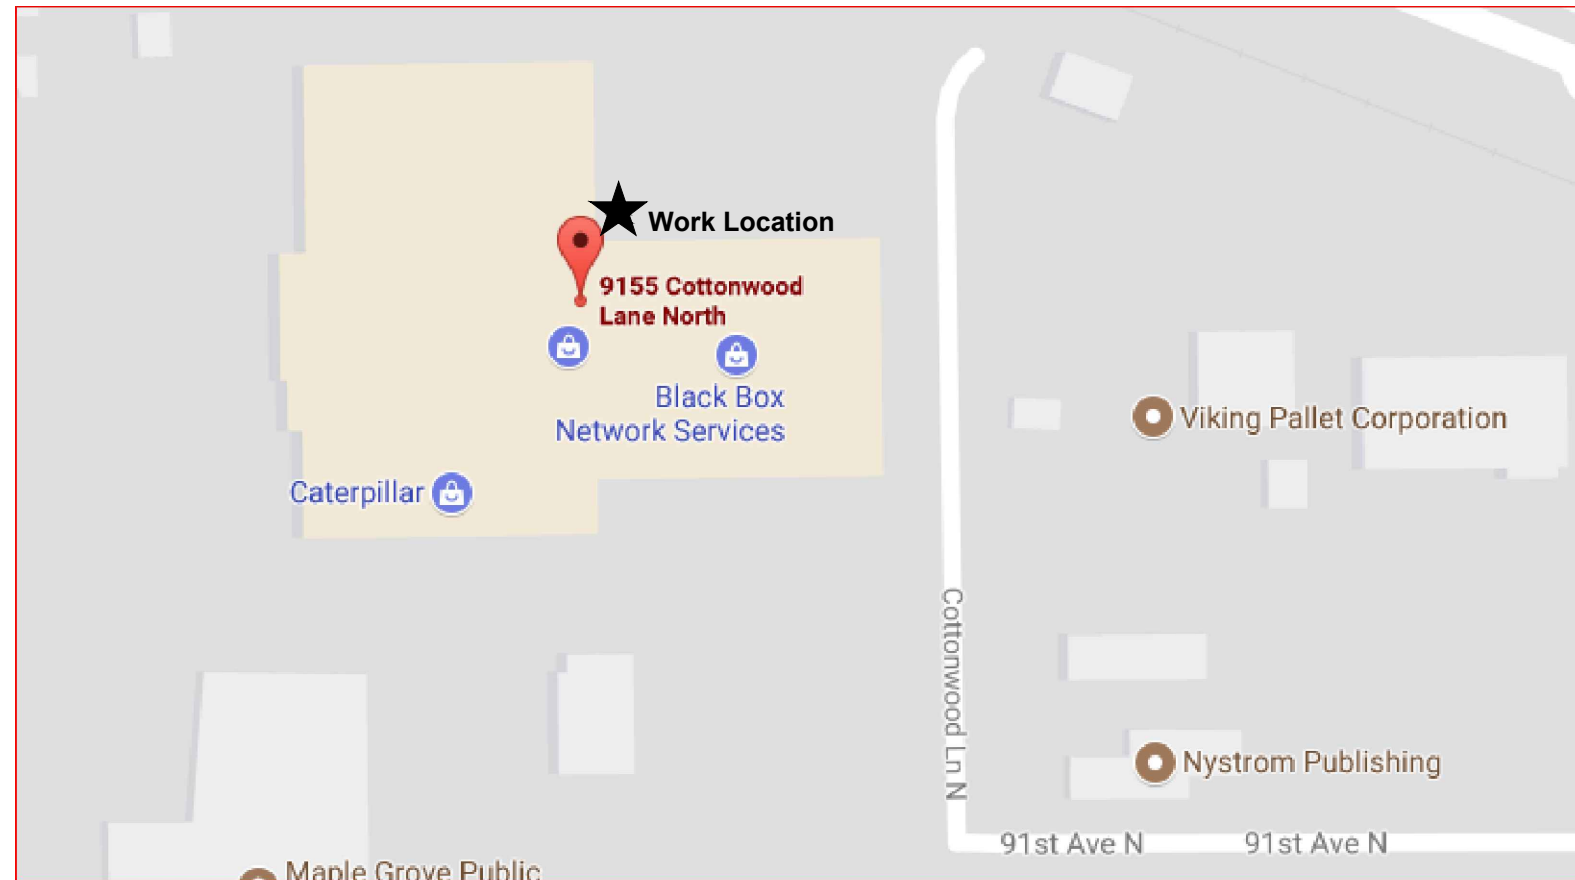 Work Location
9155 Cottonwood
Lane North
Black Box
Network Services
Viking Pallet Corporation
Caterpillar
Cottonwood Ln N
Nystrom Publishing
91st Ave N
91st Ave N
Maple Grove Public